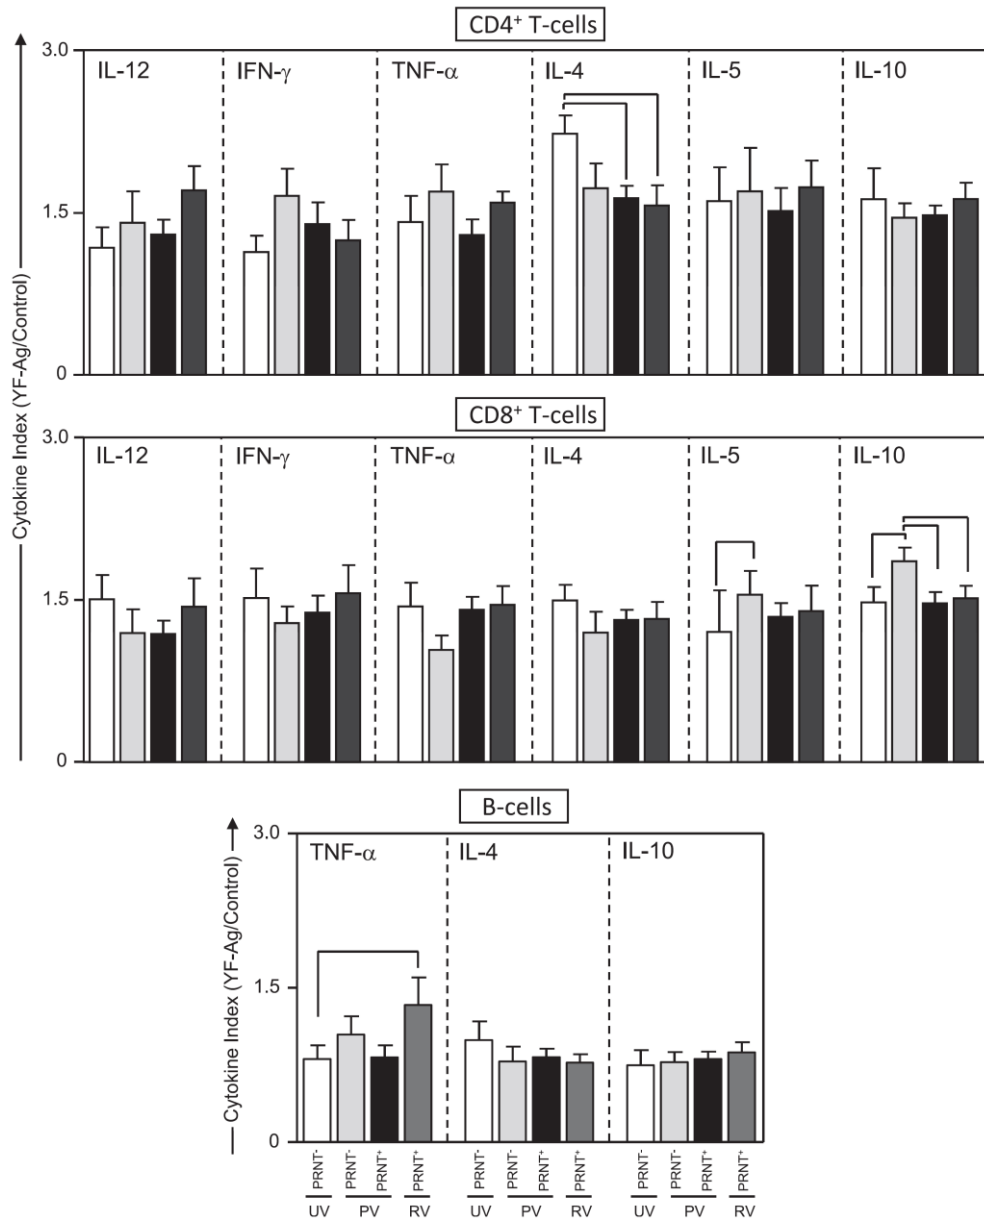 CD4⁺ T-cells
Cytokine Index (YF-Ag/Control)
3.0
1.5
0
IL-12
IFN-γ
TNF-α
IL-4
IL-5
IL-10
CD8⁺ T-cells
3.0
1.5
0
IL-12
IFN-γ
TNF-α
IL-4
IL-5
IL-10
B-cells
Cytokine Index (YF-Ag/Control)
3.0
1.5
0
TNF-α
IL-4
IL-10
PRNT⁻ PRNT⁻ PRNT⁺ PRNT⁺ PRNT⁻ PRNT⁻ PRNT⁺ PRNT⁺ PRNT⁻ PRNT⁻ PRNT⁺ PRNT⁺
UV PV RV UV PV RV UV PV RV